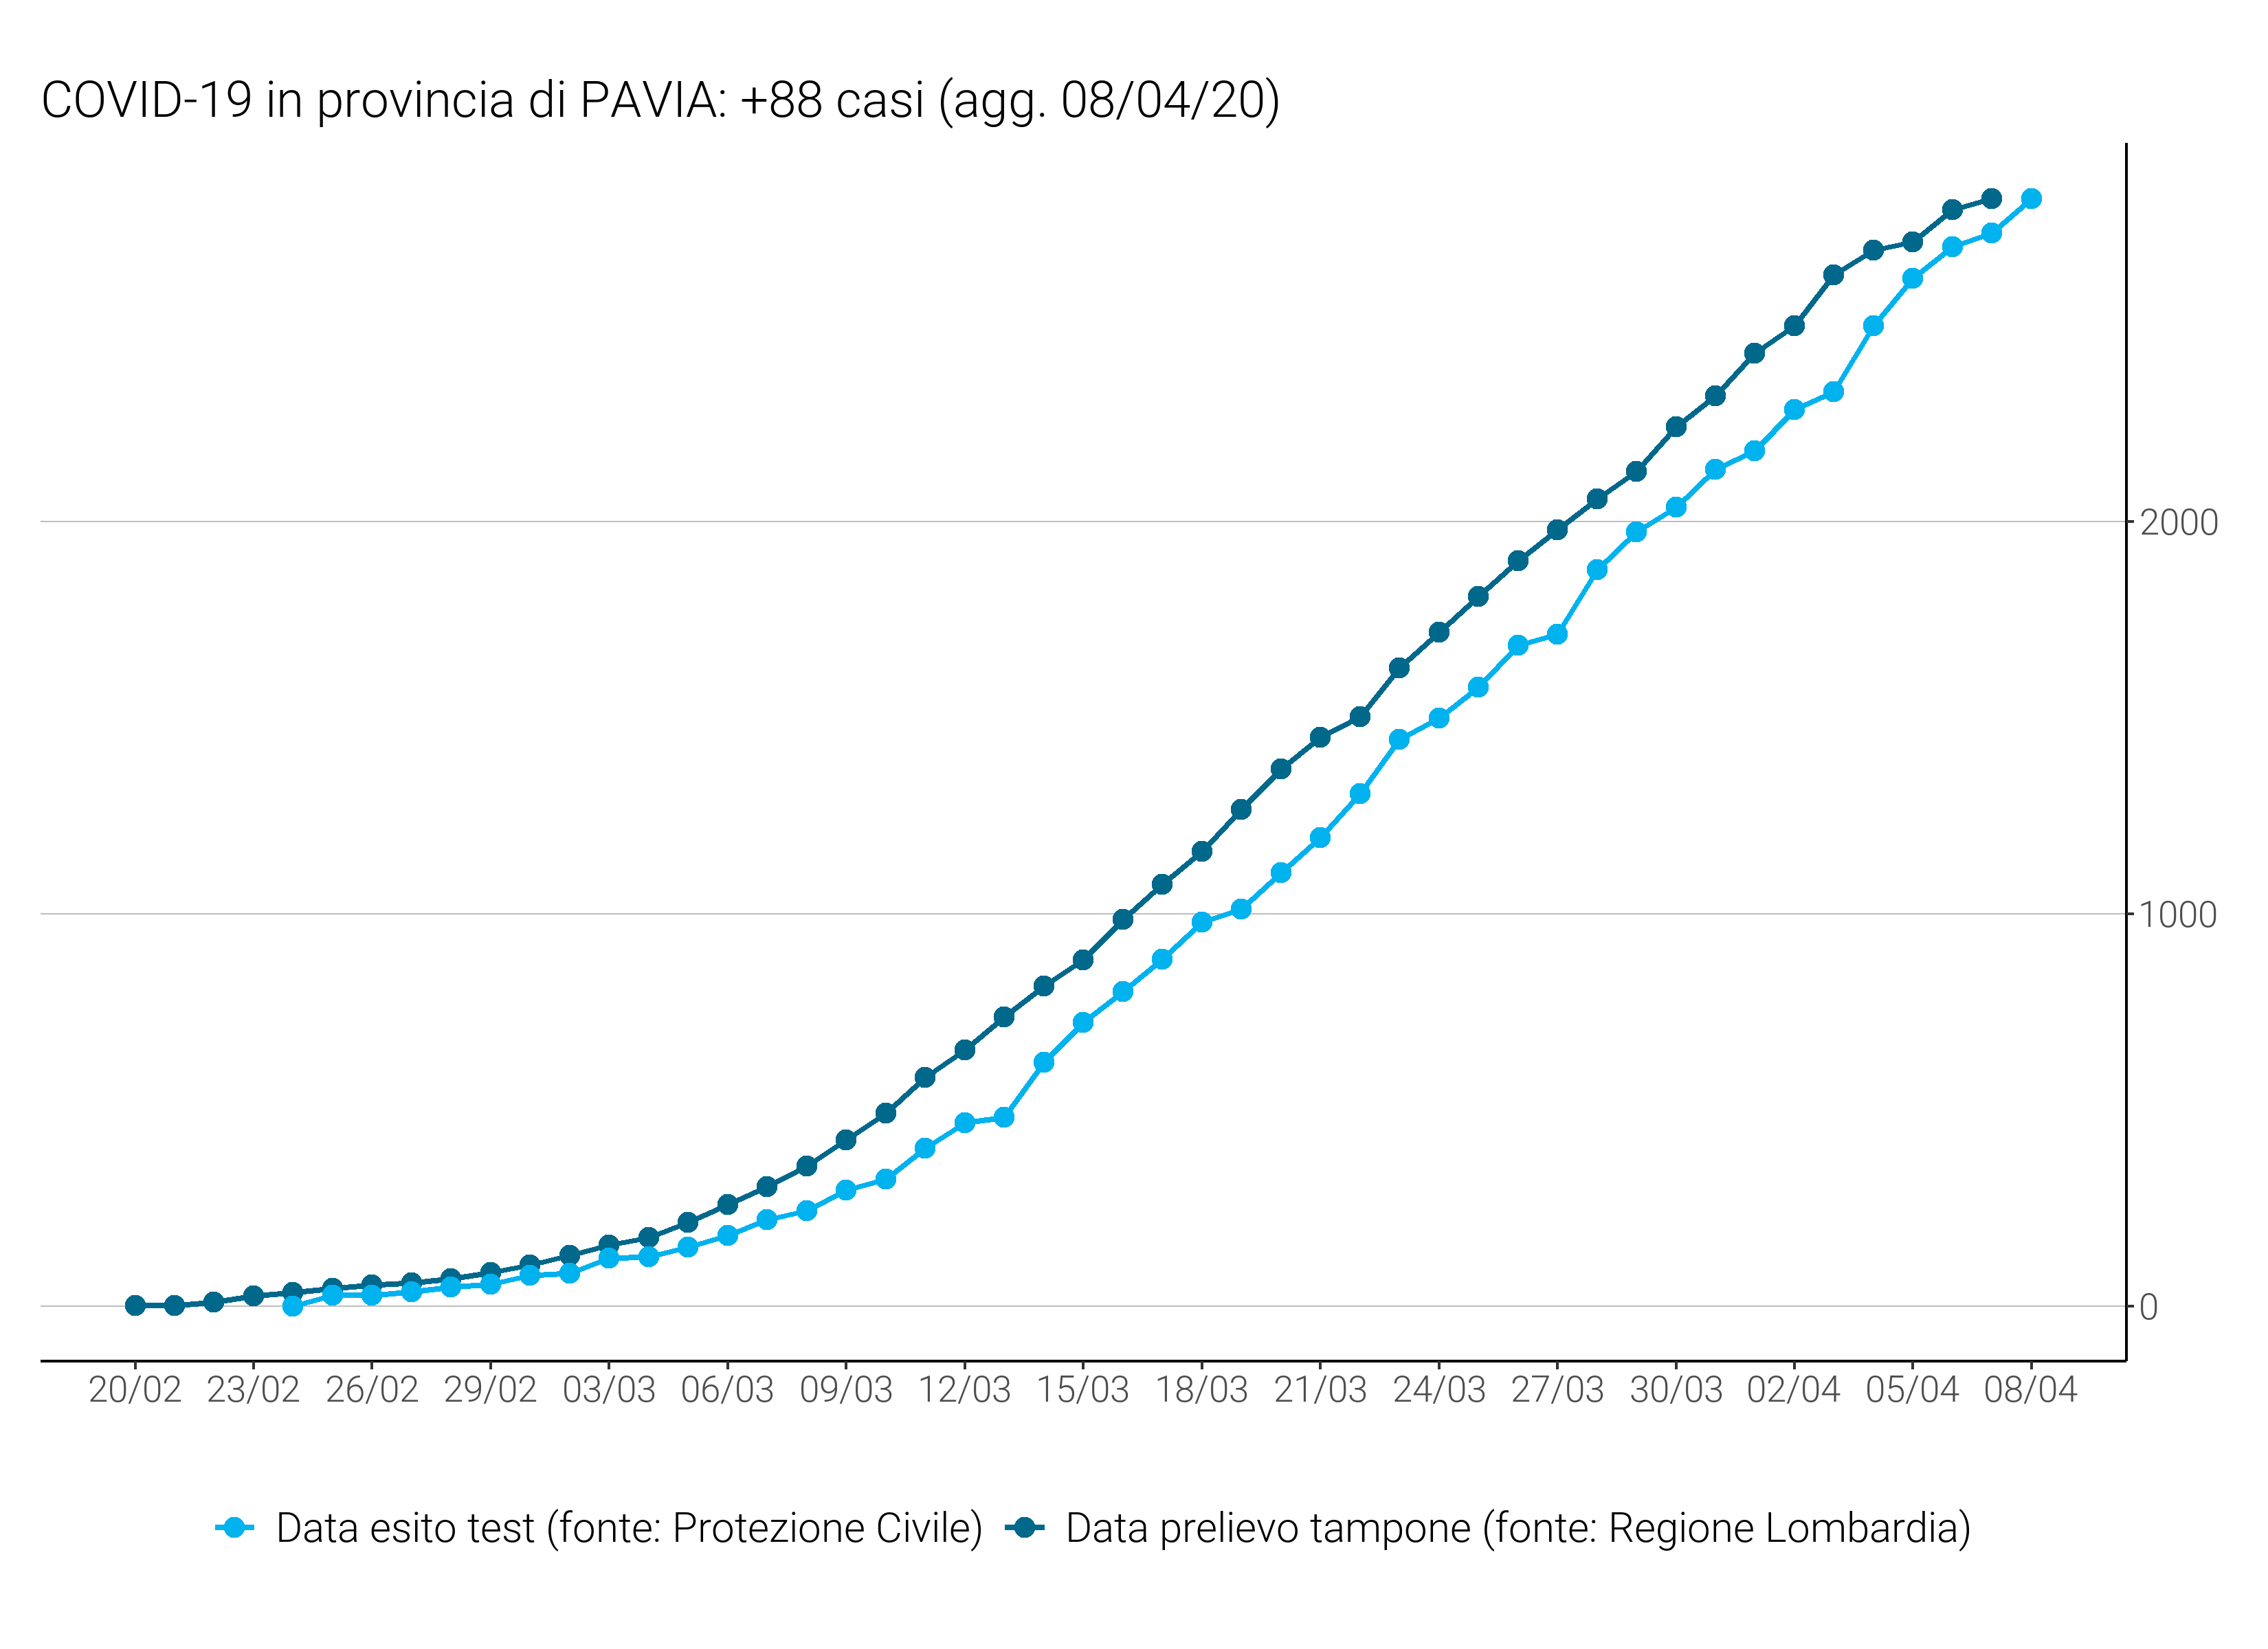 COVID-19 in provincia di PAVIA: +88 casi (agg. 08/04/20)
2000
1000
0
20/02 23/02 26/02 29/02 03/03 06/03 09/03 12/03 15/03 18/03 21/03 24/03 27/03 30/03 02/04 05/04 08/04
Data esito test (fonte: Protezione Civile) Data prelievo tampone (fonte: Regione Lombardia)